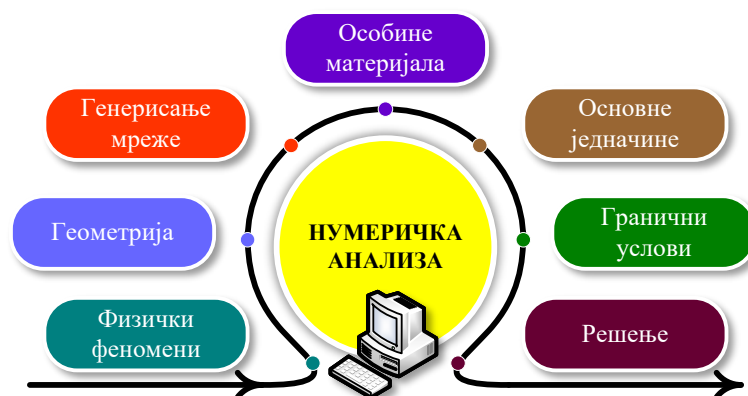 Особине
материјала
Генерисање
мреже
Основне
једначине
Геометрија
НУМЕРИЧКА
АНАЛИЗА
Гранични
услови
Физички
феномени
Решење